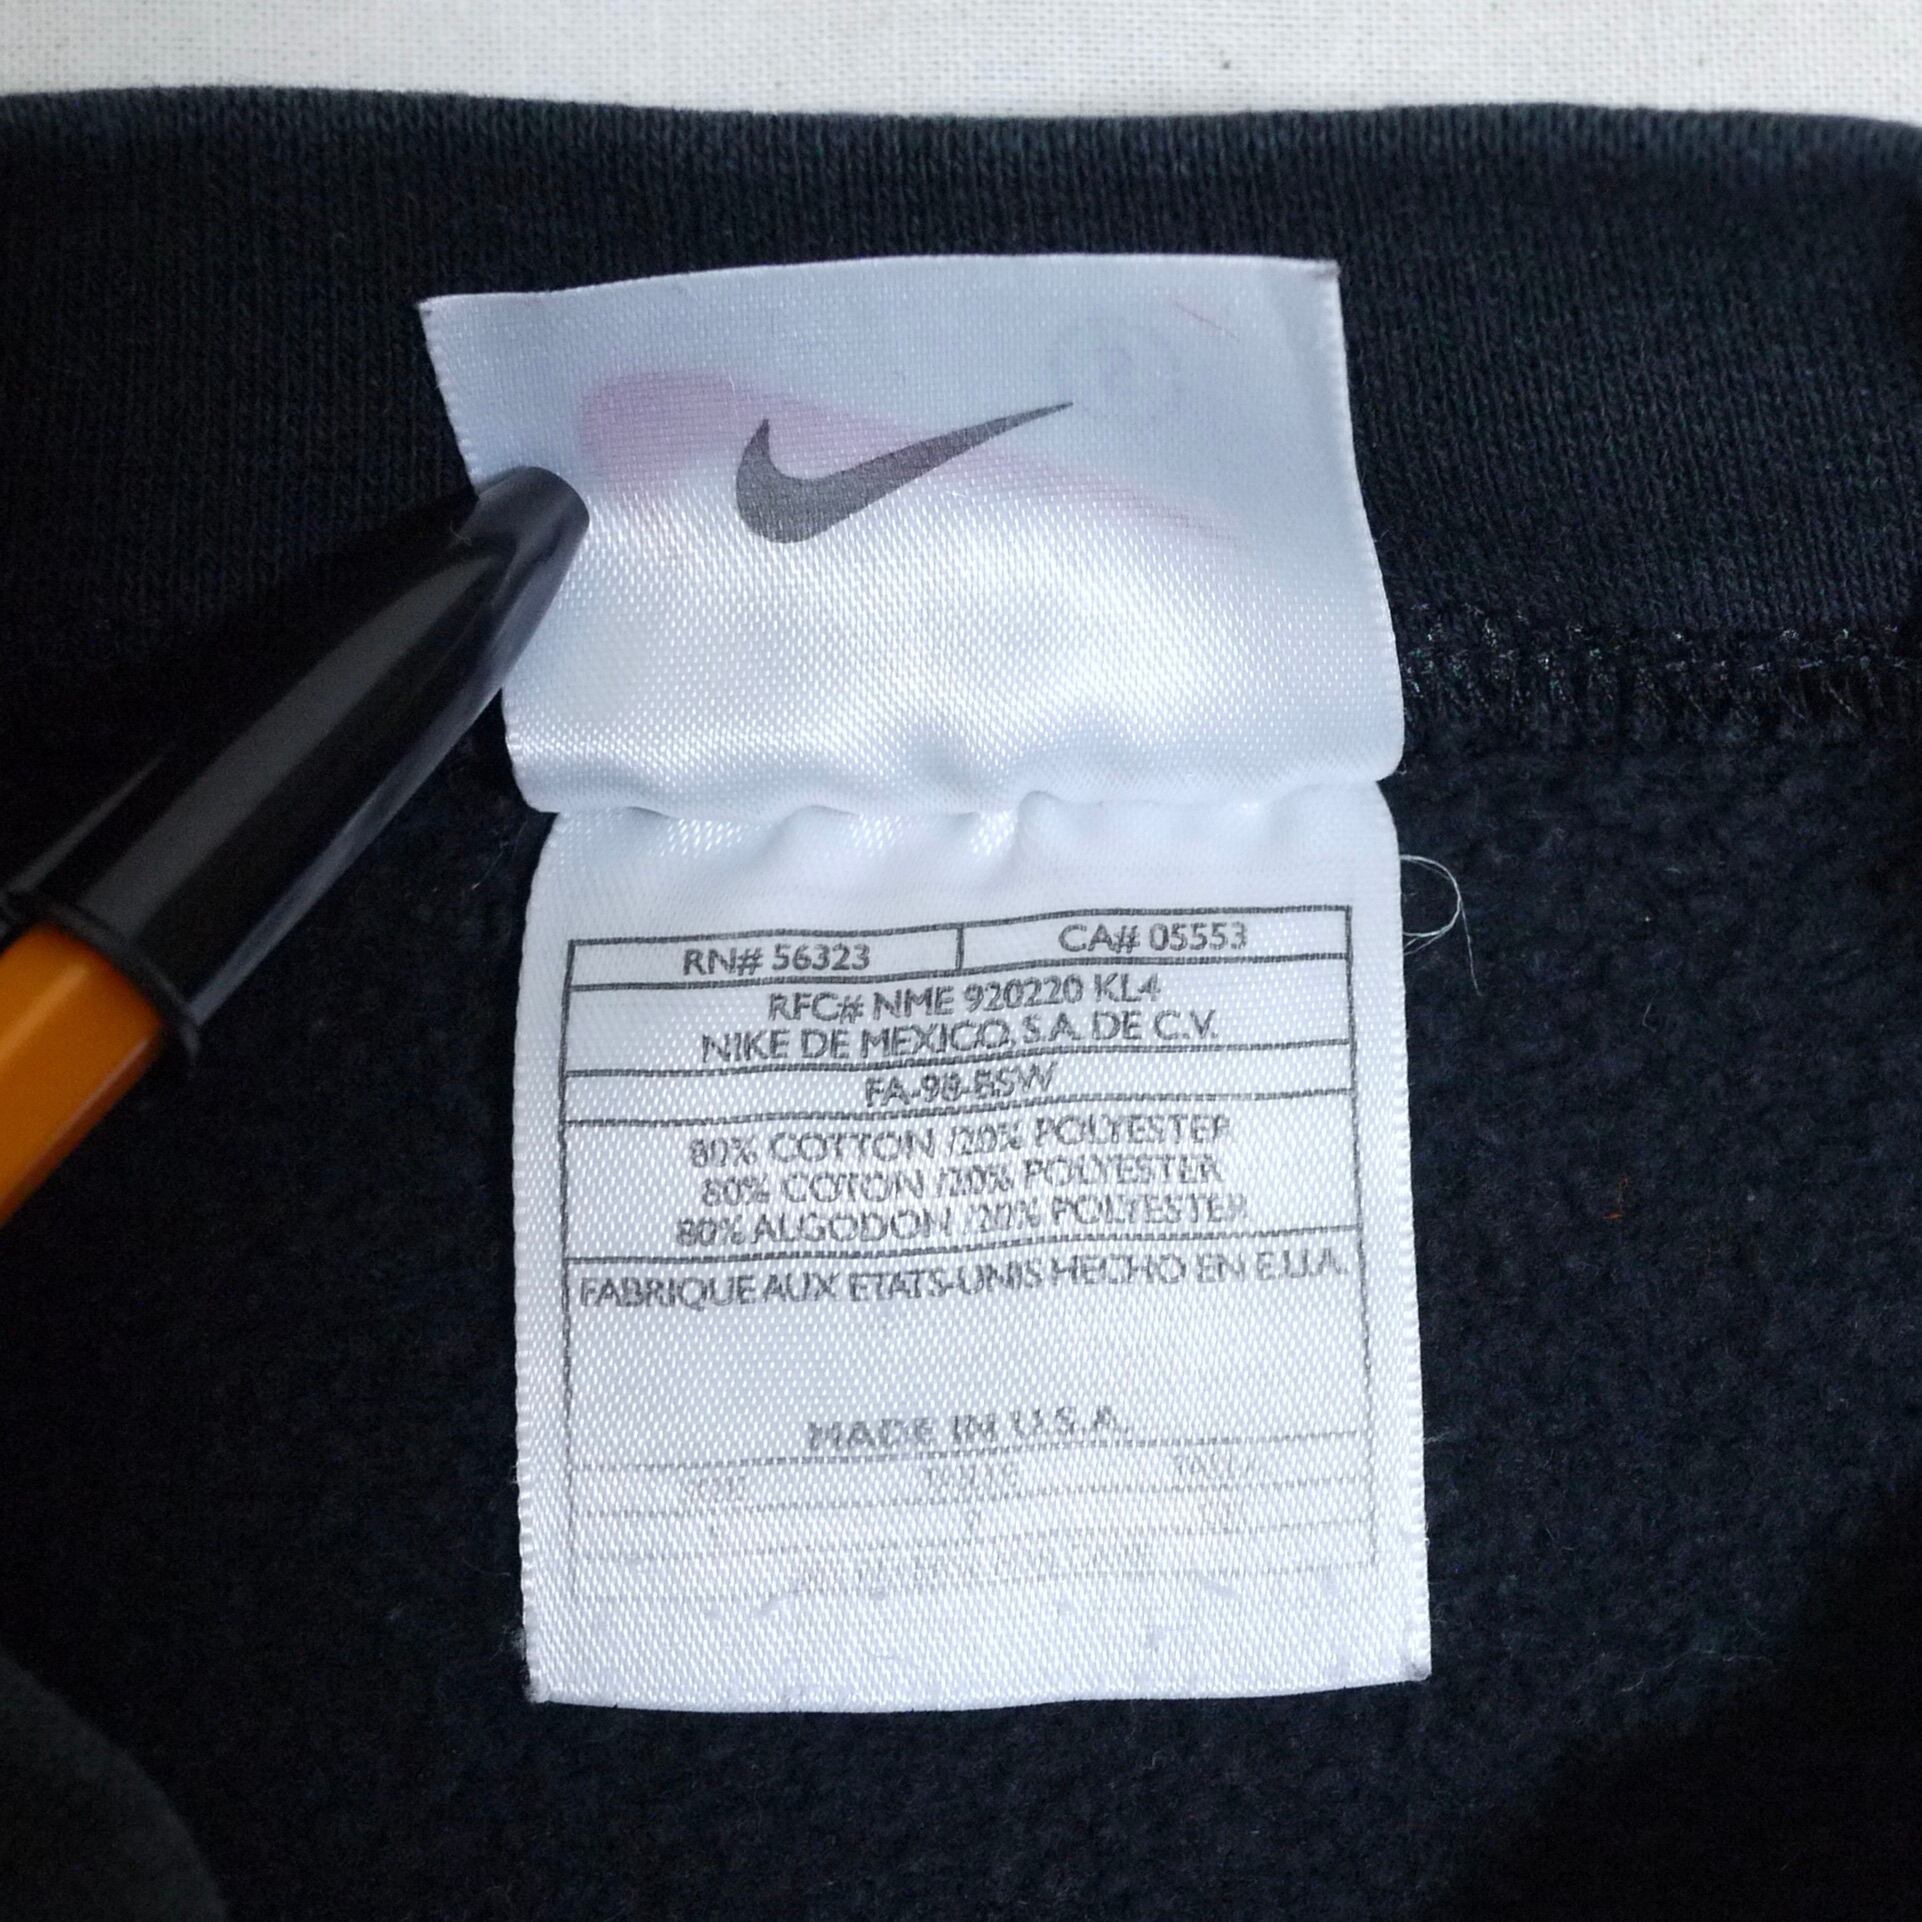 RN# 56323
CA# 05553
RFC# NME 920220 KL4
NIKE DE MEXICO, S.A. DE C.V.
FA-98-BSW
80% COTTON /20% POLYESTER
80% COTON /20% POLYESTER
80% ALGODON /20% POLYESTER
FABRIQUE AUX ETATS-UNIS HECHO EN E.U.A.
MADE IN U.S.A.
TAILLE